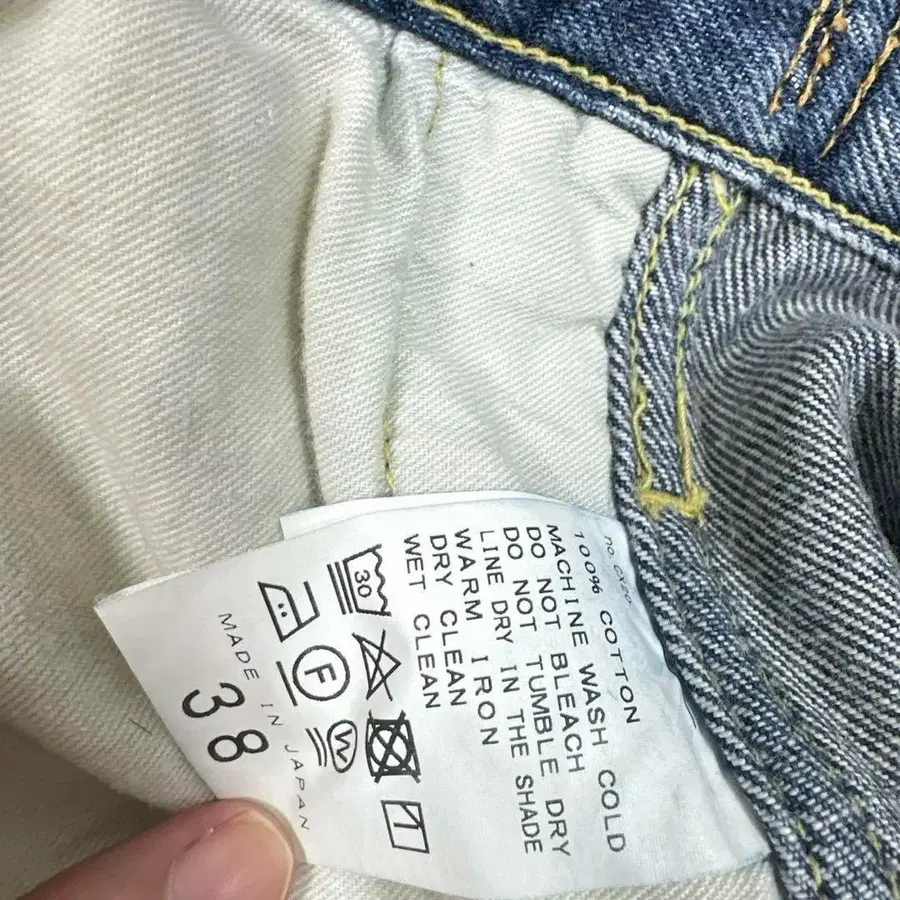 100% COTTON
MACHINE WASH COLD
DO NOT BLEACH
DO NOT TUMBLE DRY
LINE DRY IN THE SHADE
WARM IRON
DRY CLEAN
WET CLEAN
30
F
W
MADE IN JAPAN
38